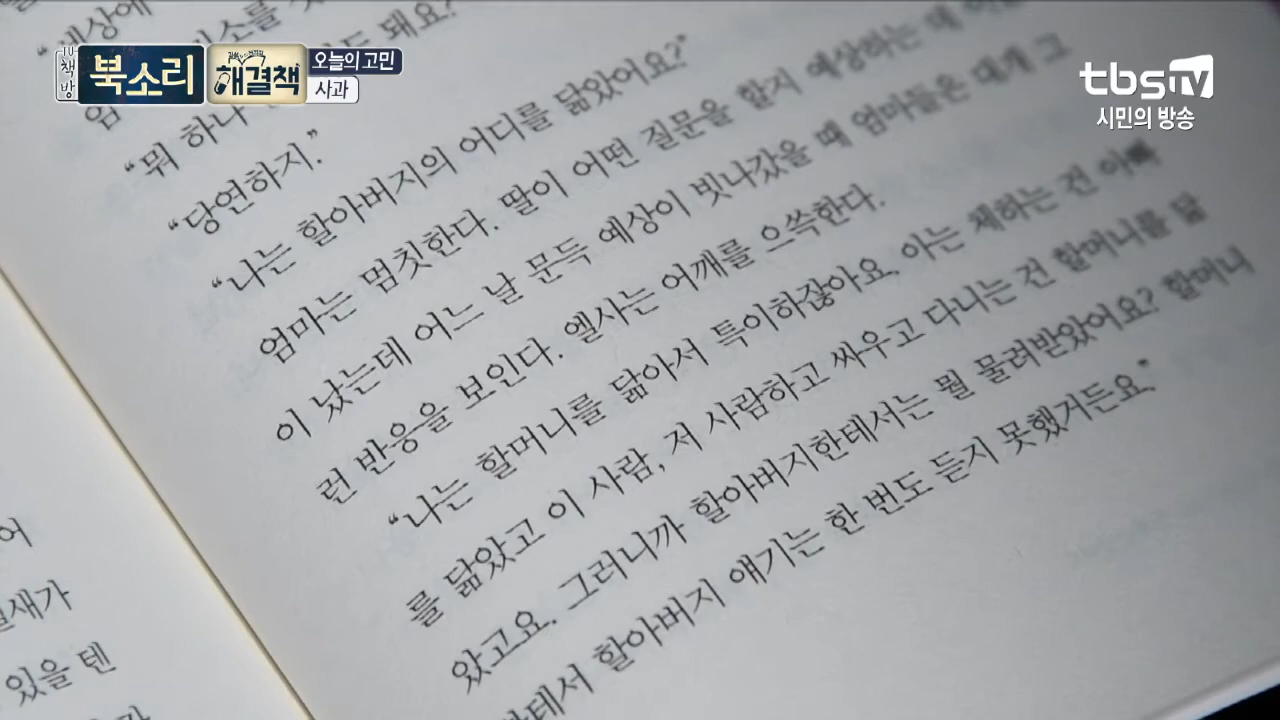 TV
책
방
북소리
해결책
오늘의 고민
사과
tbs TV
시민의 방송
“세상에
“뭐 하나
돼요?
“당연하지.”
“나는 할아버지의 어디를 닮았어요?”
엄마는 멈칫한다. 딸이 어떤 질문을 할지 예상하는 데
이 났는데 어느 날 문득 예상이 빗나갔을 때 엄마들은 대개 그
런 반응을 보인다. 엘사는 어깨를 으쓱한다.
“나는 할머니를 닮아서 특이하잖아요. 아는 체하는 건 아빠
를 닮았고 이 사람, 저 사람하고 싸우고 다니는 건 할머니를 닮
았고요. 그러니까 할아버지한테서는 뭘 물려받았어요? 할머니
한테서 할아버지 얘기는 한 번도 듣지 못했거든요.”
있을 텐